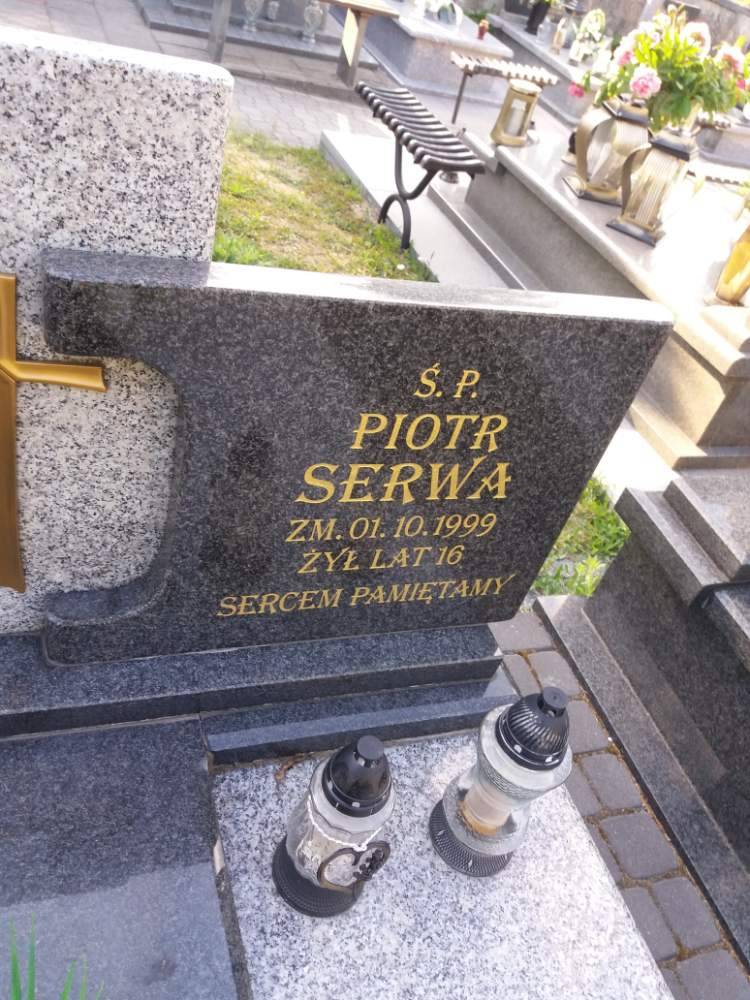 Ś. P.
PIOTR
SERWA
ZM. 01. 10. 1999
ŻYŁ LAT 16
SERCEM PAMIĘTAMY